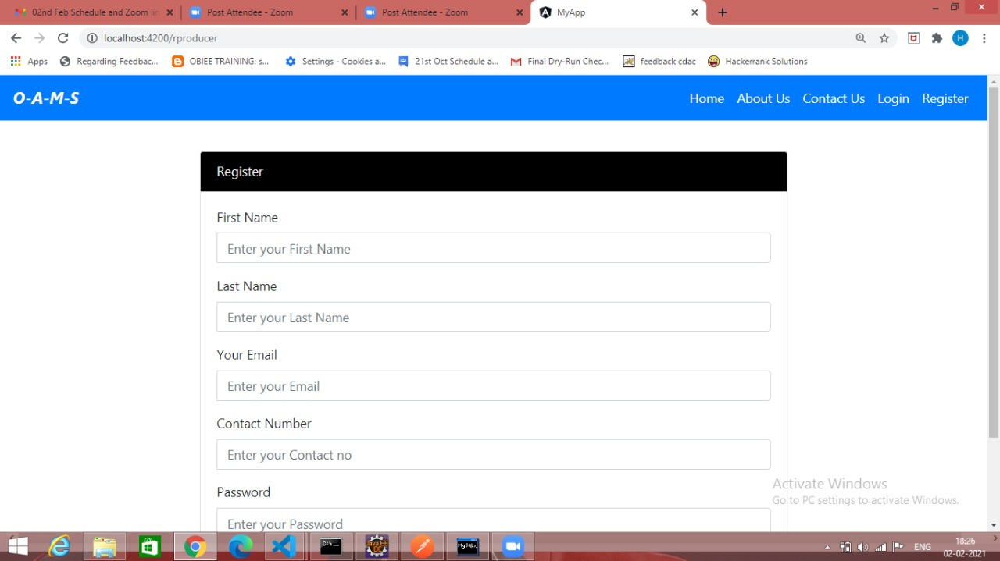 02nd Feb Schedule and Zoom lin
Post Attendee - Zoom
Post Attendee - Zoom
MyApp
localhost:4200/rproducer
H
Apps
Regarding Feedbac...
OBIEE TRAINING: s...
Settings - Cookies a...
21st Oct Schedule a...
Final Dry Run Chec...
feedback cdac
Hackerrank Solutions
O-A-M-S
Home About Us Contact Us Login Register
Register
First Name
Enter your First Name
Last Name
Enter your Last Name
Your Email
Enter your Email
Contact Number
Enter your Contact no
Password
Enter your Password
Activate Windows
Go to PC settings to activate Windows.
Java EE
IDE
ENG
18:26
02-02-2021